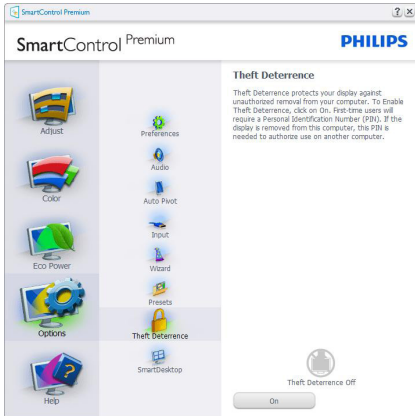 SmartControl Premium
SmartControl Premium
PHILIPS
Adjust
Color
Eco Power
Options
Help
Preferences
Audio
Auto Pivot
Input
Wizard
Presets
Theft Deterrence
SmartDesktop
Theft Deterrence
Theft Deterrence protects your display against
unauthorized removal from your computer. To Enable
Theft Deterrence, click on On. First-time users will
require a Personal Identification Number (PIN). If the
display is removed from this computer, this PIN is
needed to authorize use on another computer.
Theft Deterrence Off
On